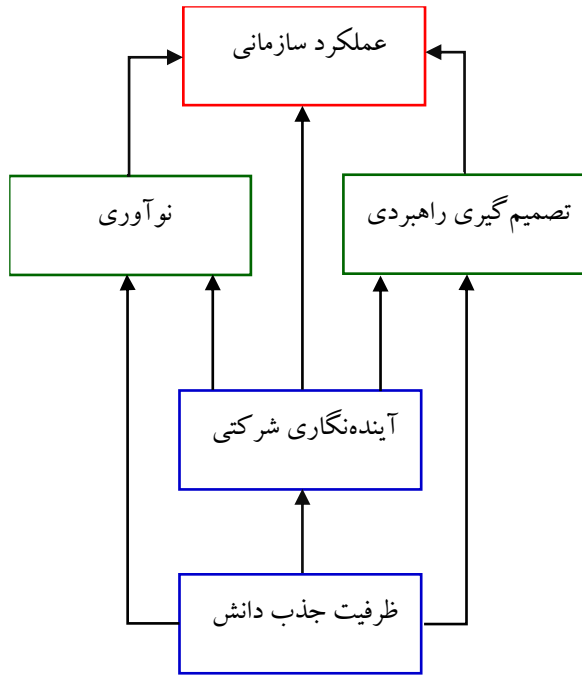 عملکرد سازمانی
نوآوری
تصمیم‌گیری راهبردی
آینده‌نگاری شرکتی
ظرفیت جذب دانش